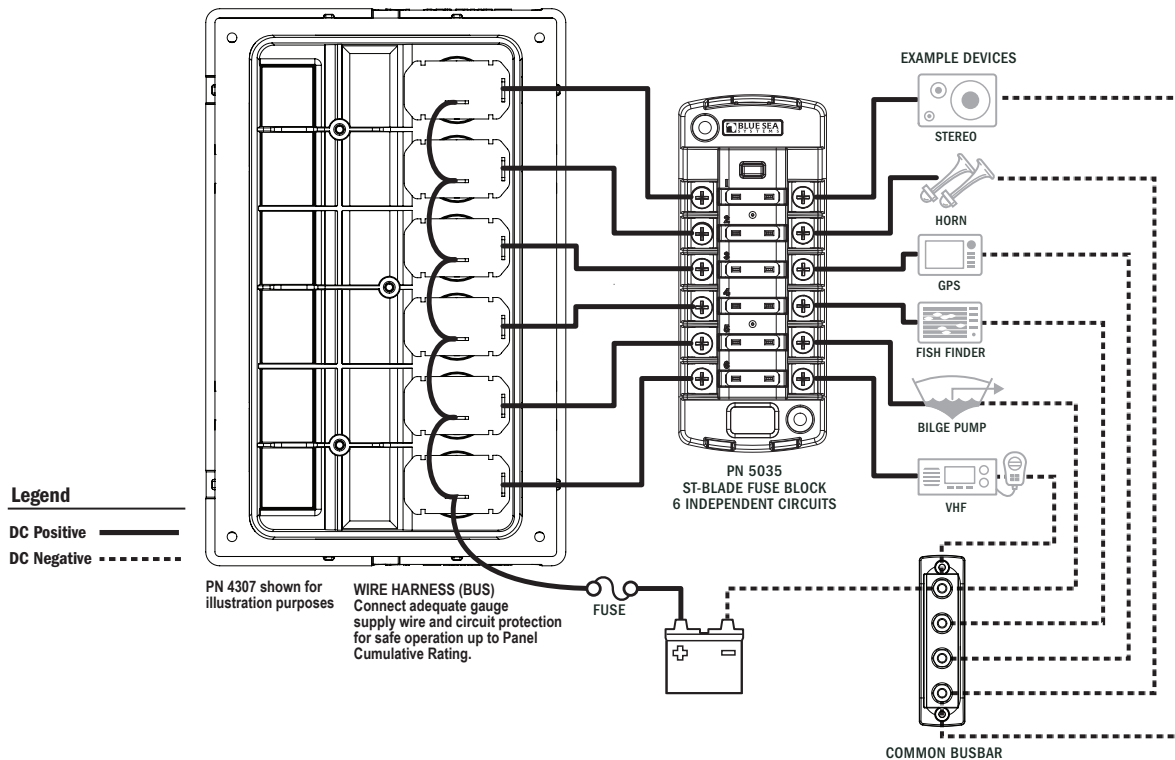 EXAMPLE DEVICES
STEREO
HORN
GPS
FISH FINDER
BILGE PUMP
VHF
BLUE SEA
SYSTEMS
1
2
3
4
5
6
PN 5035
ST-BLADE FUSE BLOCK
6 INDEPENDENT CIRCUITS
Legend
DC Positive
DC Negative
PN 4307 shown for
illustration purposes
WIRE HARNESS (BUS)
Connect adequate gauge
supply wire and circuit protection
for safe operation up to Panel
Cumulative Rating.
FUSE
+ −
COMMON BUSBAR